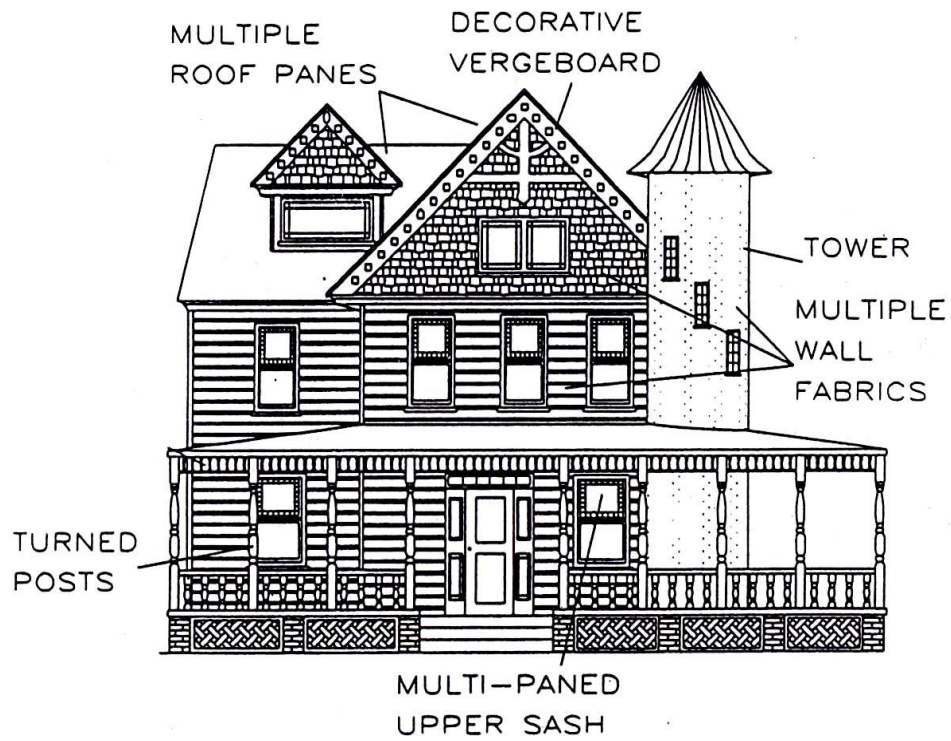 MULTIPLE
ROOF PANES
DECORATIVE
VERGEBOARD
TOWER
MULTIPLE
WALL
FABRICS
TURNED
POSTS
MULTI-PANED
UPPER SASH